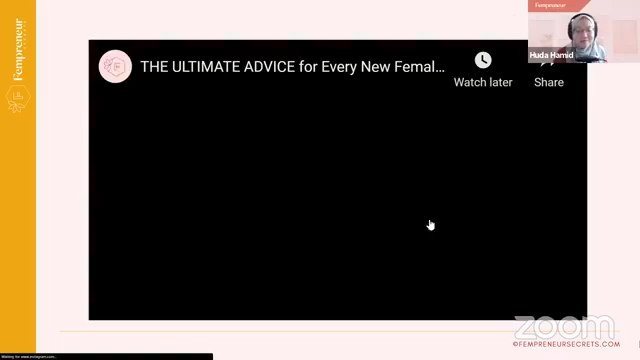 Fempreneur
THE ULTIMATE ADVICE for Every New Femal...
Watch later
Share
Fempreneur
Huda Hamid
zoom
©FEMPRENEURSECRETS.COM